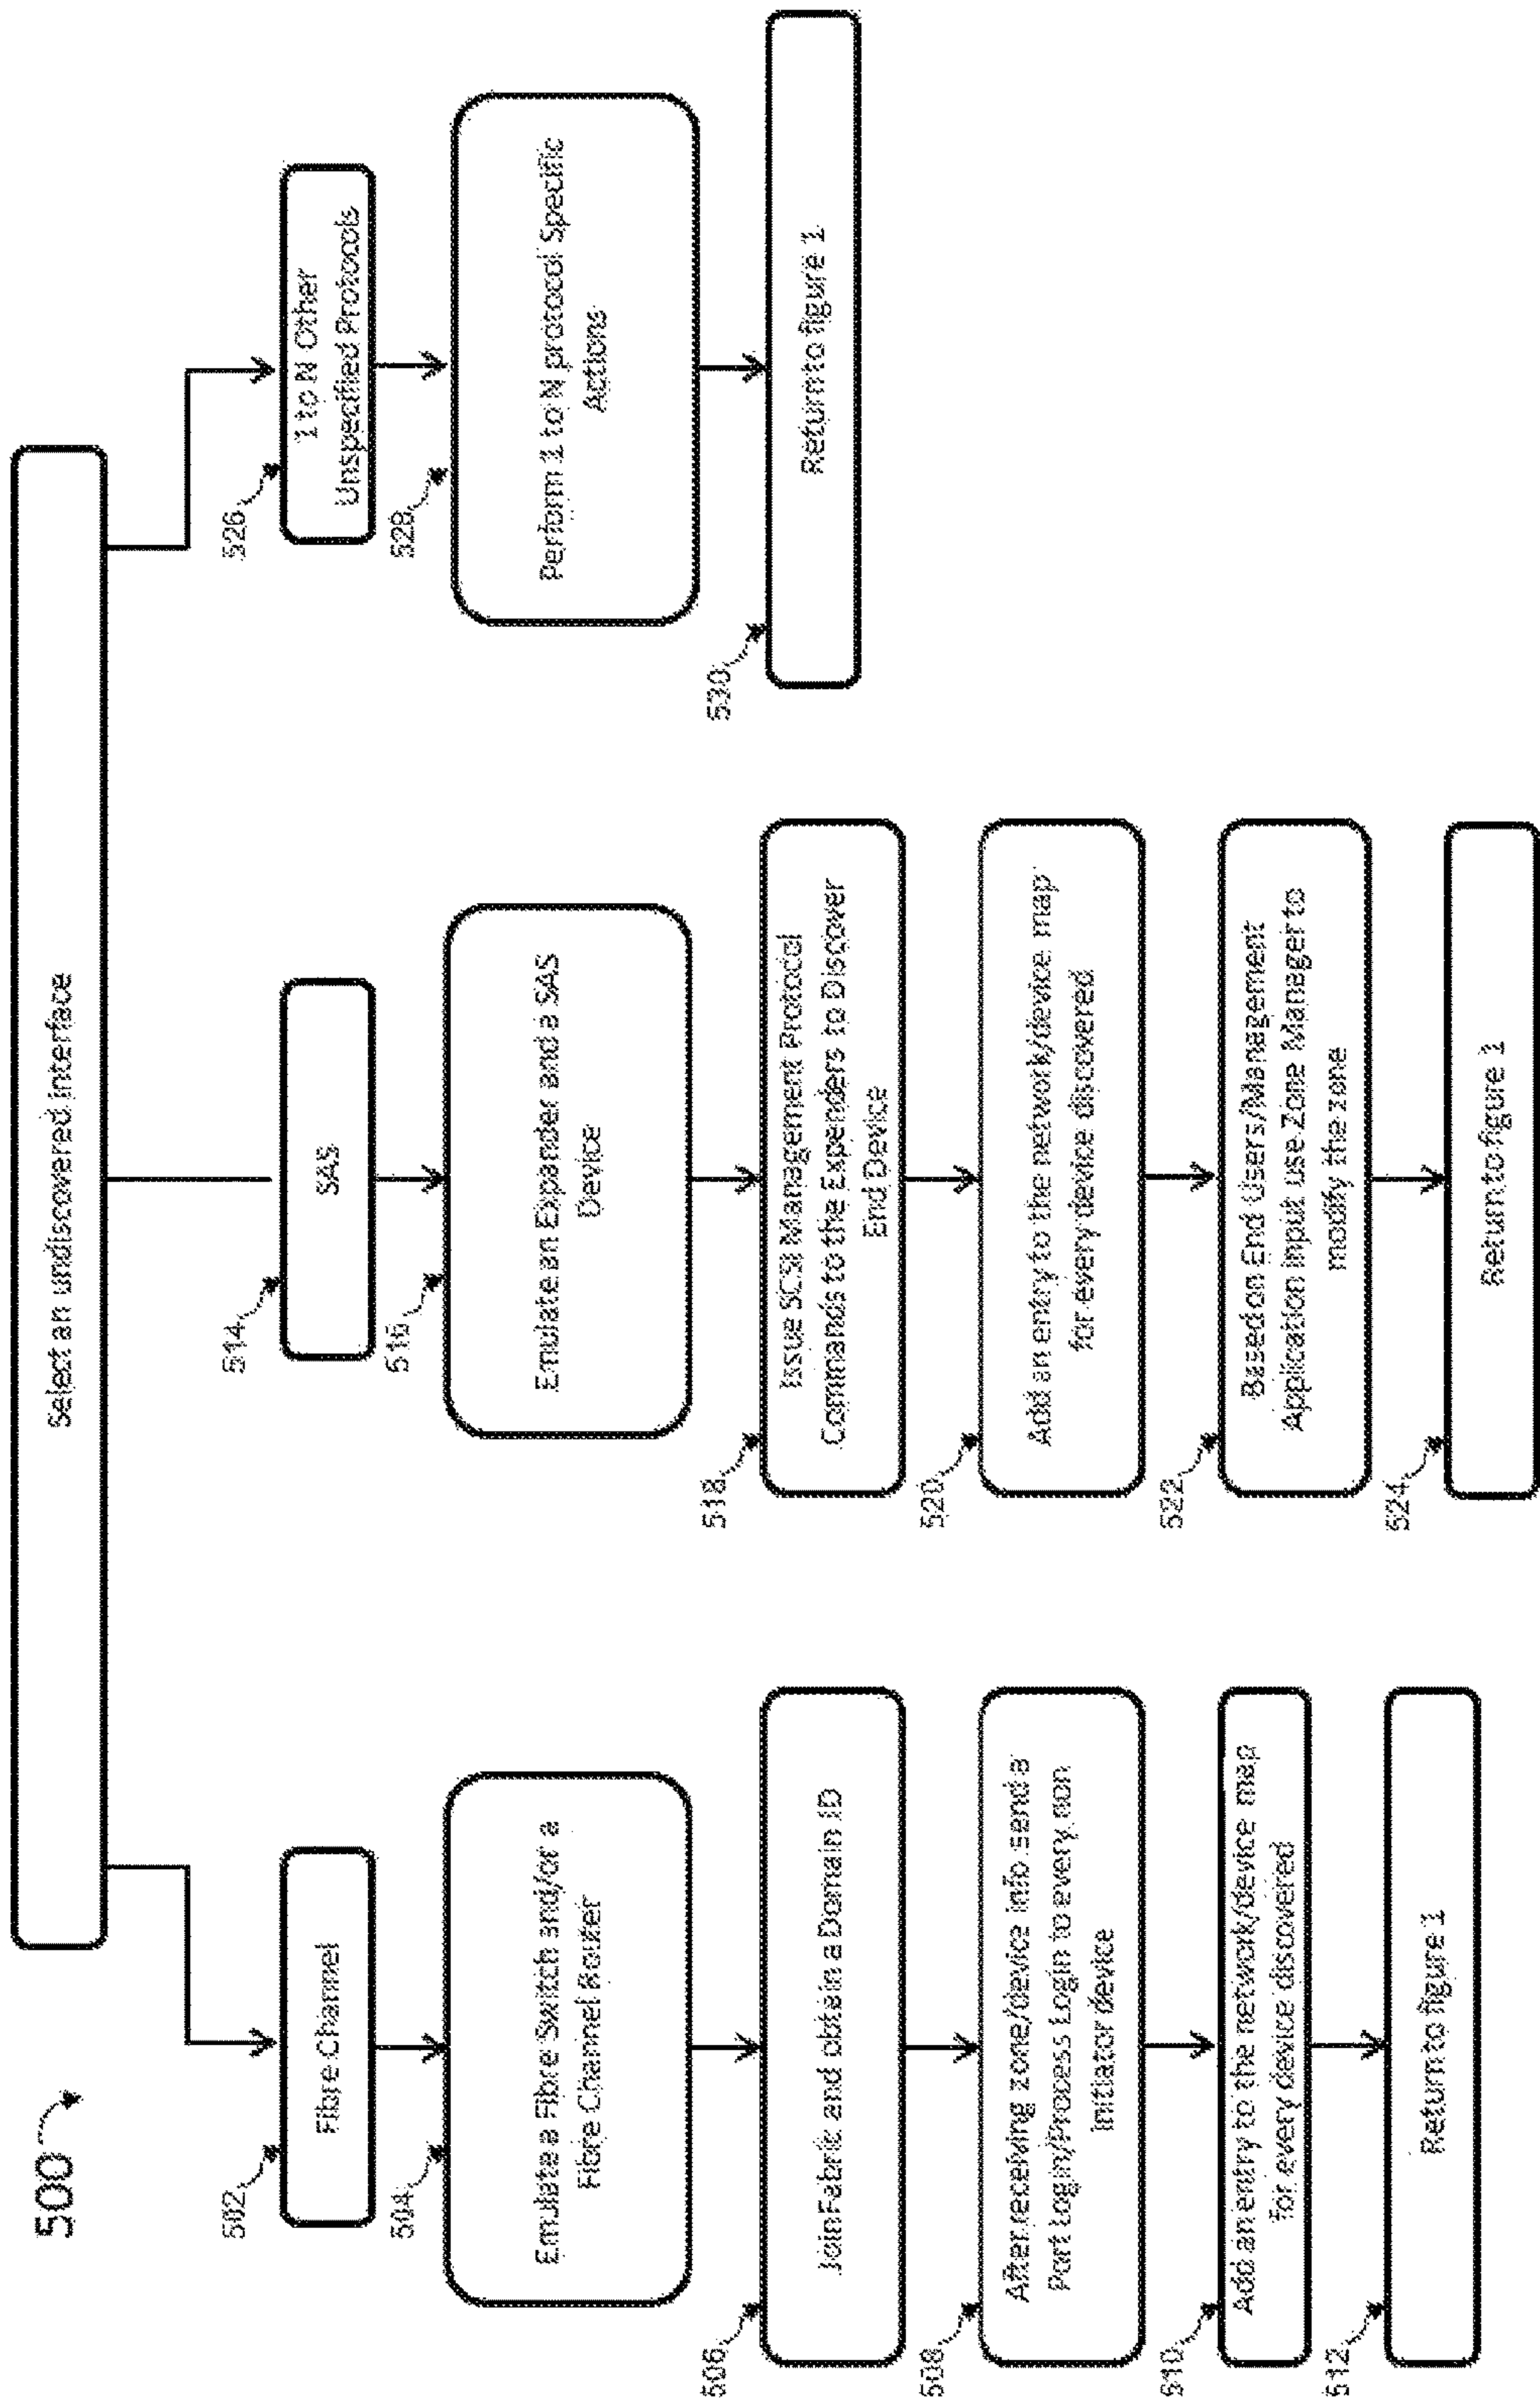 500
Select an undiscovered interface
502
Fibre Channel
504
Emulate a Fibre Switch and/or a
Fibre Channel Router
506
Join Fabric and obtain a Domain ID
508
After receiving zone/device info send a
Port Login/Process Login to every non
initiator device
510
Add an entry to the network/device map
for every device discovered
512
Return to figure 1
514
SAS
516
Emulate an Expander and a SAS
Device
518
Issue SCSI Management Protocol
Commands to the Expenders to Discover
End Device
520
Add an entry to the network/device map
for every device discovered
522
Based on End Users/Management
Application input use Zone Manager to
modify the zone
524
Return to figure 1
526
1 to N Other
Unspecified Protocols
528
Perform 1 to N protocol Specific
Actions
530
Return to figure 1